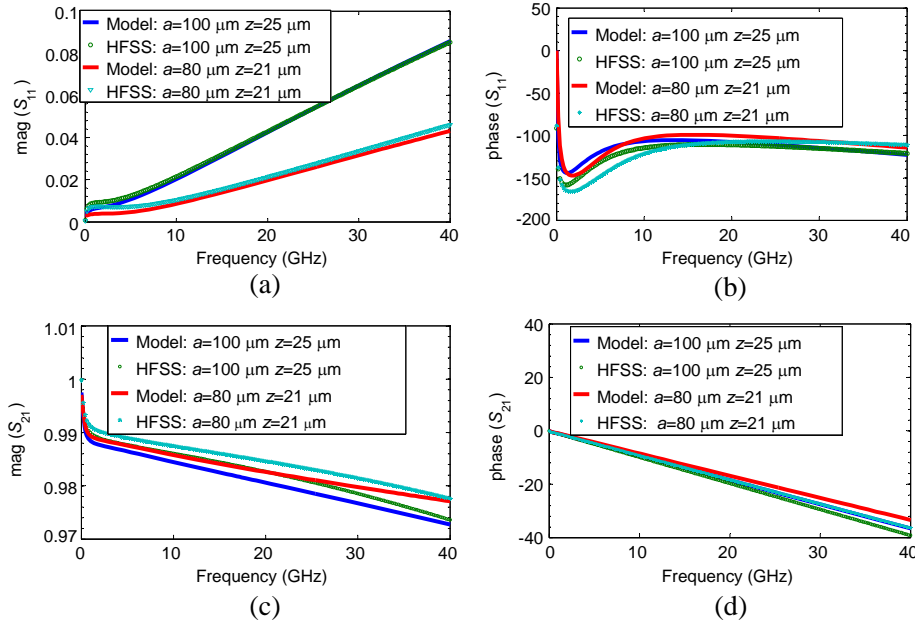 0.1
0.08
0.06
0.04
0.02
0
mag (S11)
Model: a=100 μm z=25 μm
HFSS: a=100 μm z=25 μm
Model: a=80 μm z=21 μm
HFSS: a=80 μm z=21 μm
0 10 20 30 40
Frequency (GHz)
(a)
50
0
-50
-100
-150
-200
phase (S11)
Model: a=100 μm z=25 μm
HFSS: a=100 μm z=25 μm
Model: a=80 μm z=21 μm
HFSS: a=80 μm z=21 μm
0 10 20 30 40
Frequency (GHz)
(b)
1.01
1
0.99
0.98
0.97
mag (S21)
Model: a=100 μm z=25 μm
HFSS: a=100 μm z=25 μm
Model: a=80 μm z=21 μm
HFSS: a=80 μm z=21 μm
0 10 20 30 40
Frequency (GHz)
(c)
40
20
0
-20
-40
phase (S21)
Model: a=100 μm z=25 μm
HFSS: a=100 μm z=25 μm
Model: a=80 μm z=21 μm
HFSS: a=80 μm z=21 μm
0 10 20 30 40
Frequency (GHz)
(d)